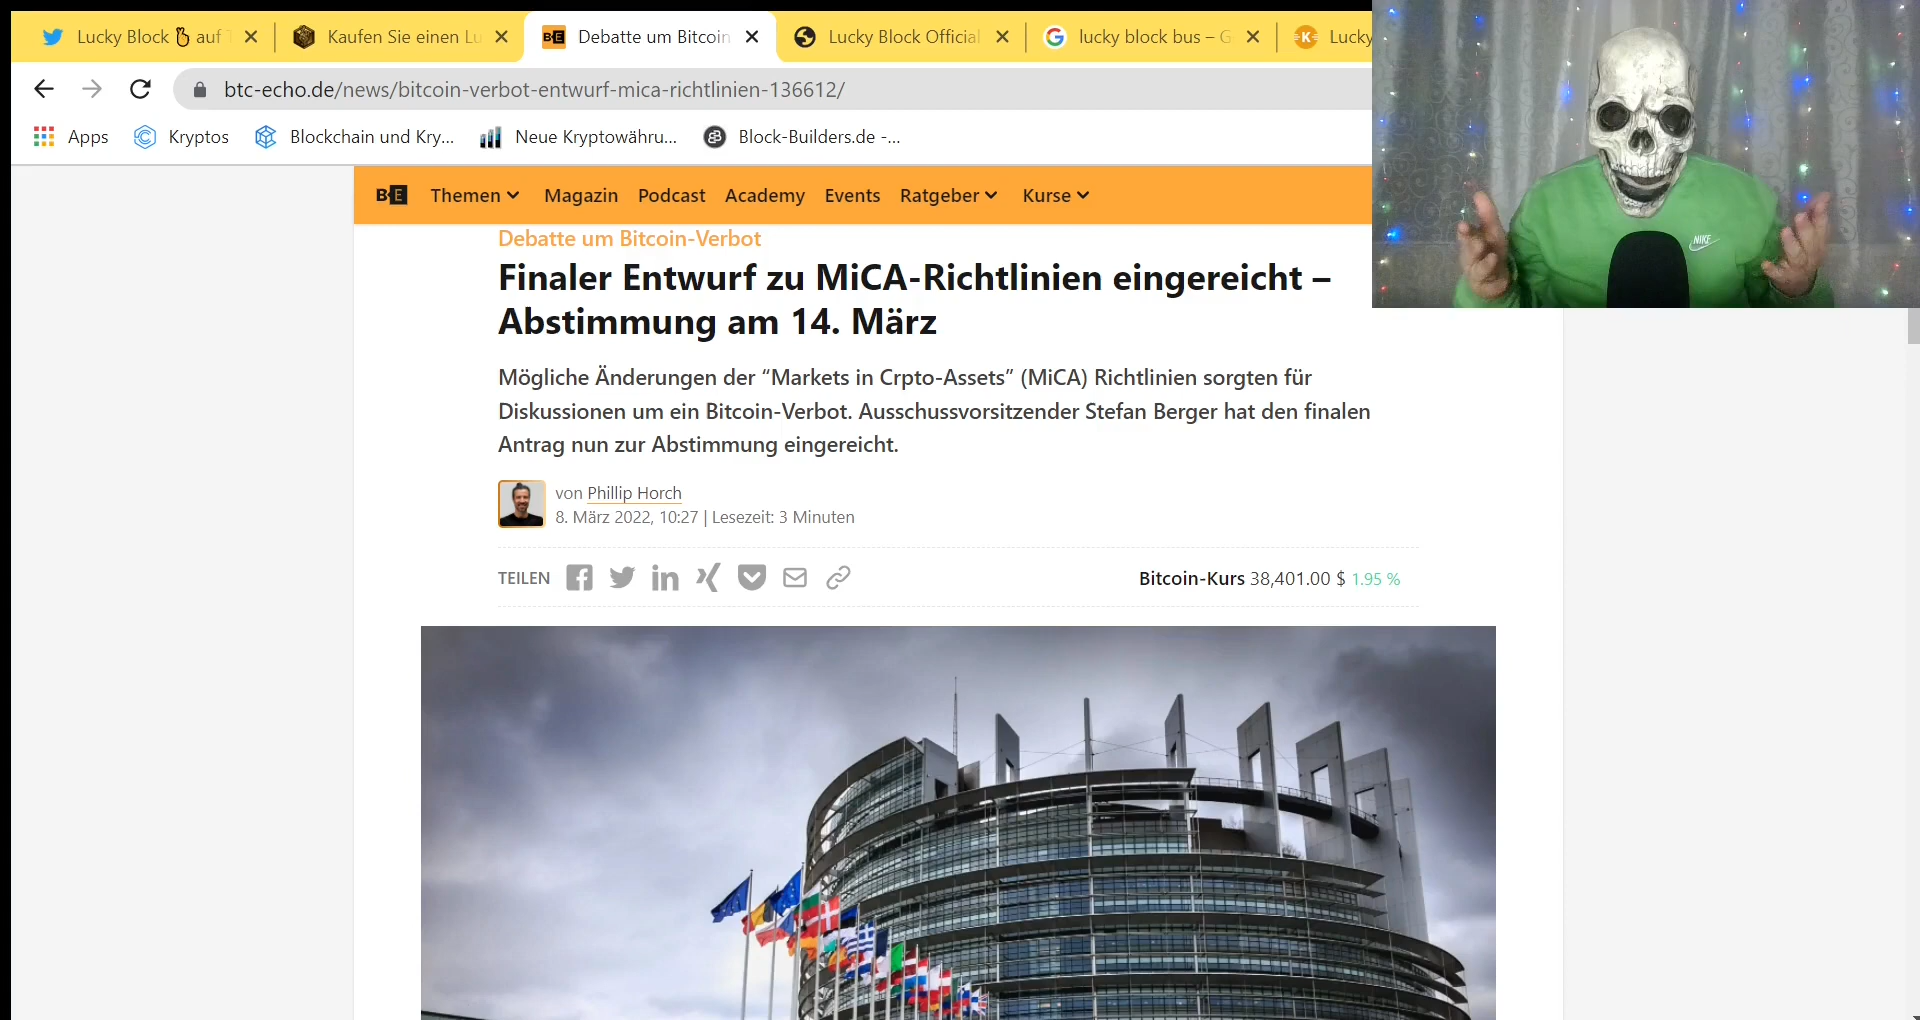 Lucky Block 🫰 auf T
Kaufen Sie einen Lu
Debatte um Bitcoin
Lucky Block Official
lucky block bus – G
Lucky
btc-echo.de/news/bitcoin-verbot-entwurf-mica-richtlinien-136612/
Apps
Kryptos
Blockchain und Kry...
Neue Kryptowähru...
Block-Builders.de -...
B€E
Themen
Magazin
Podcast
Academy
Events
Ratgeber
Kurse
Debatte um Bitcoin-Verbot
Finaler Entwurf zu MiCA-Richtlinien eingereicht –
Abstimmung am 14. März
Mögliche Änderungen der “Markets in Crpto-Assets” (MiCA) Richtlinien sorgten für
Diskussionen um ein Bitcoin-Verbot. Ausschussvorsitzender Stefan Berger hat den finalen
Antrag nun zur Abstimmung eingereicht.
von Phillip Horch
8. März 2022, 10:27 | Lesezeit: 3 Minuten
TEILEN
Bitcoin-Kurs 38,401.00 $ 1.95 %
NIKE